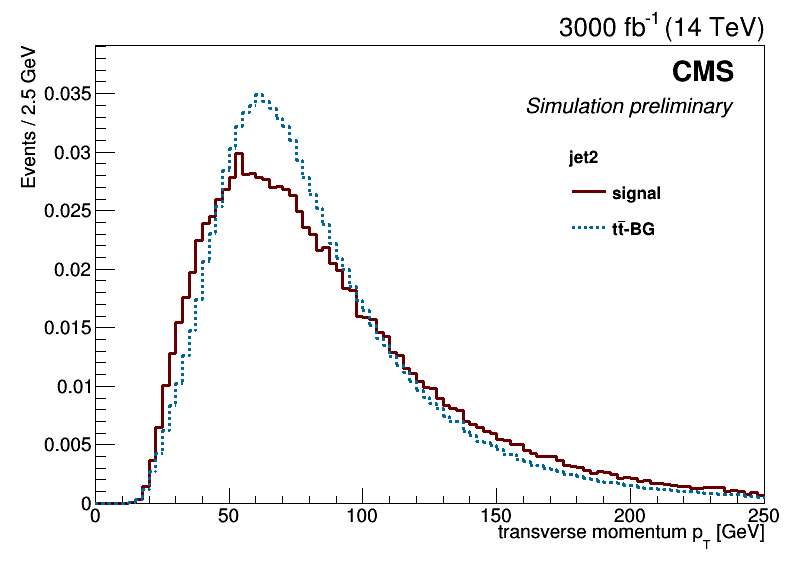 3000 fb⁻¹ (14 TeV)
Events / 2.5 GeV
CMS
Simulation preliminary
jet2
signal
tt̄-BG
0.035
0.03
0.025
0.02
0.015
0.01
0.005
0
0 50 100 150 200 250
transverse momentum p_T [GeV]